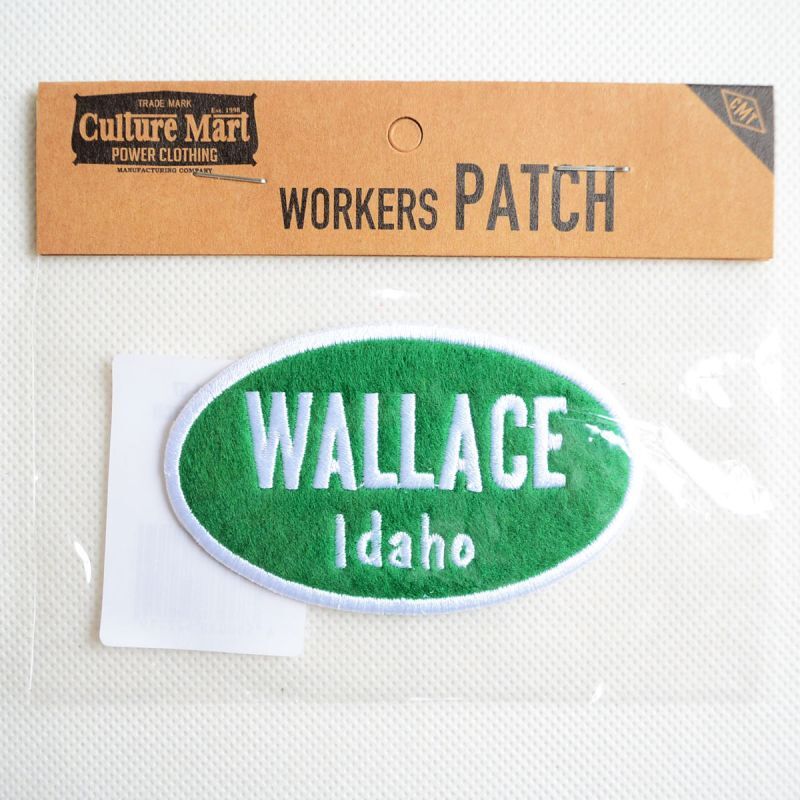 TRADE MARK
Est. 1998
Culture Mart
POWER CLOTHING
MANUFACTURING COMPANY
CMT
WORKERS PATCH
WALLACE
Idaho